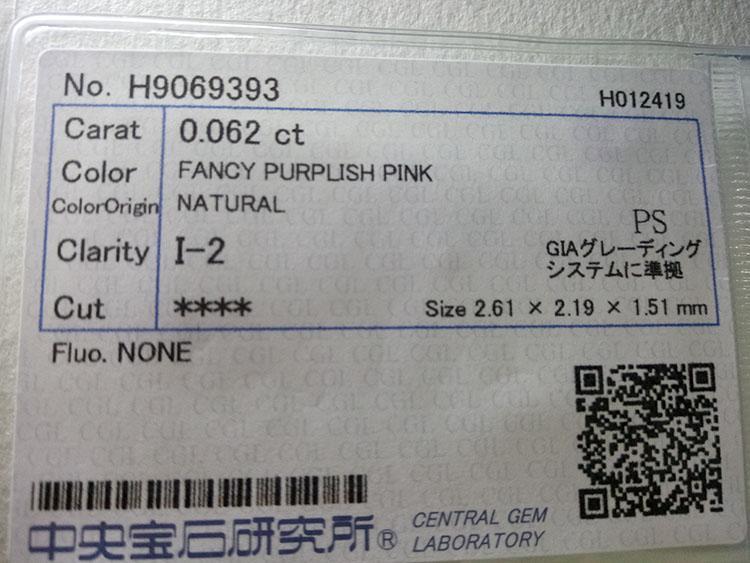 No. H9069393
H012419
Carat 0.062 ct
Color FANCY PURPLISH PINK
ColorOrigin NATURAL
Clarity I-2
PS
GIAグレーディング
システムに準拠
Cut **** Size 2.61 × 2.19 × 1.51 mm
Fluo. NONE
中央宝石研究所® CENTRAL GEM
LABORATORY